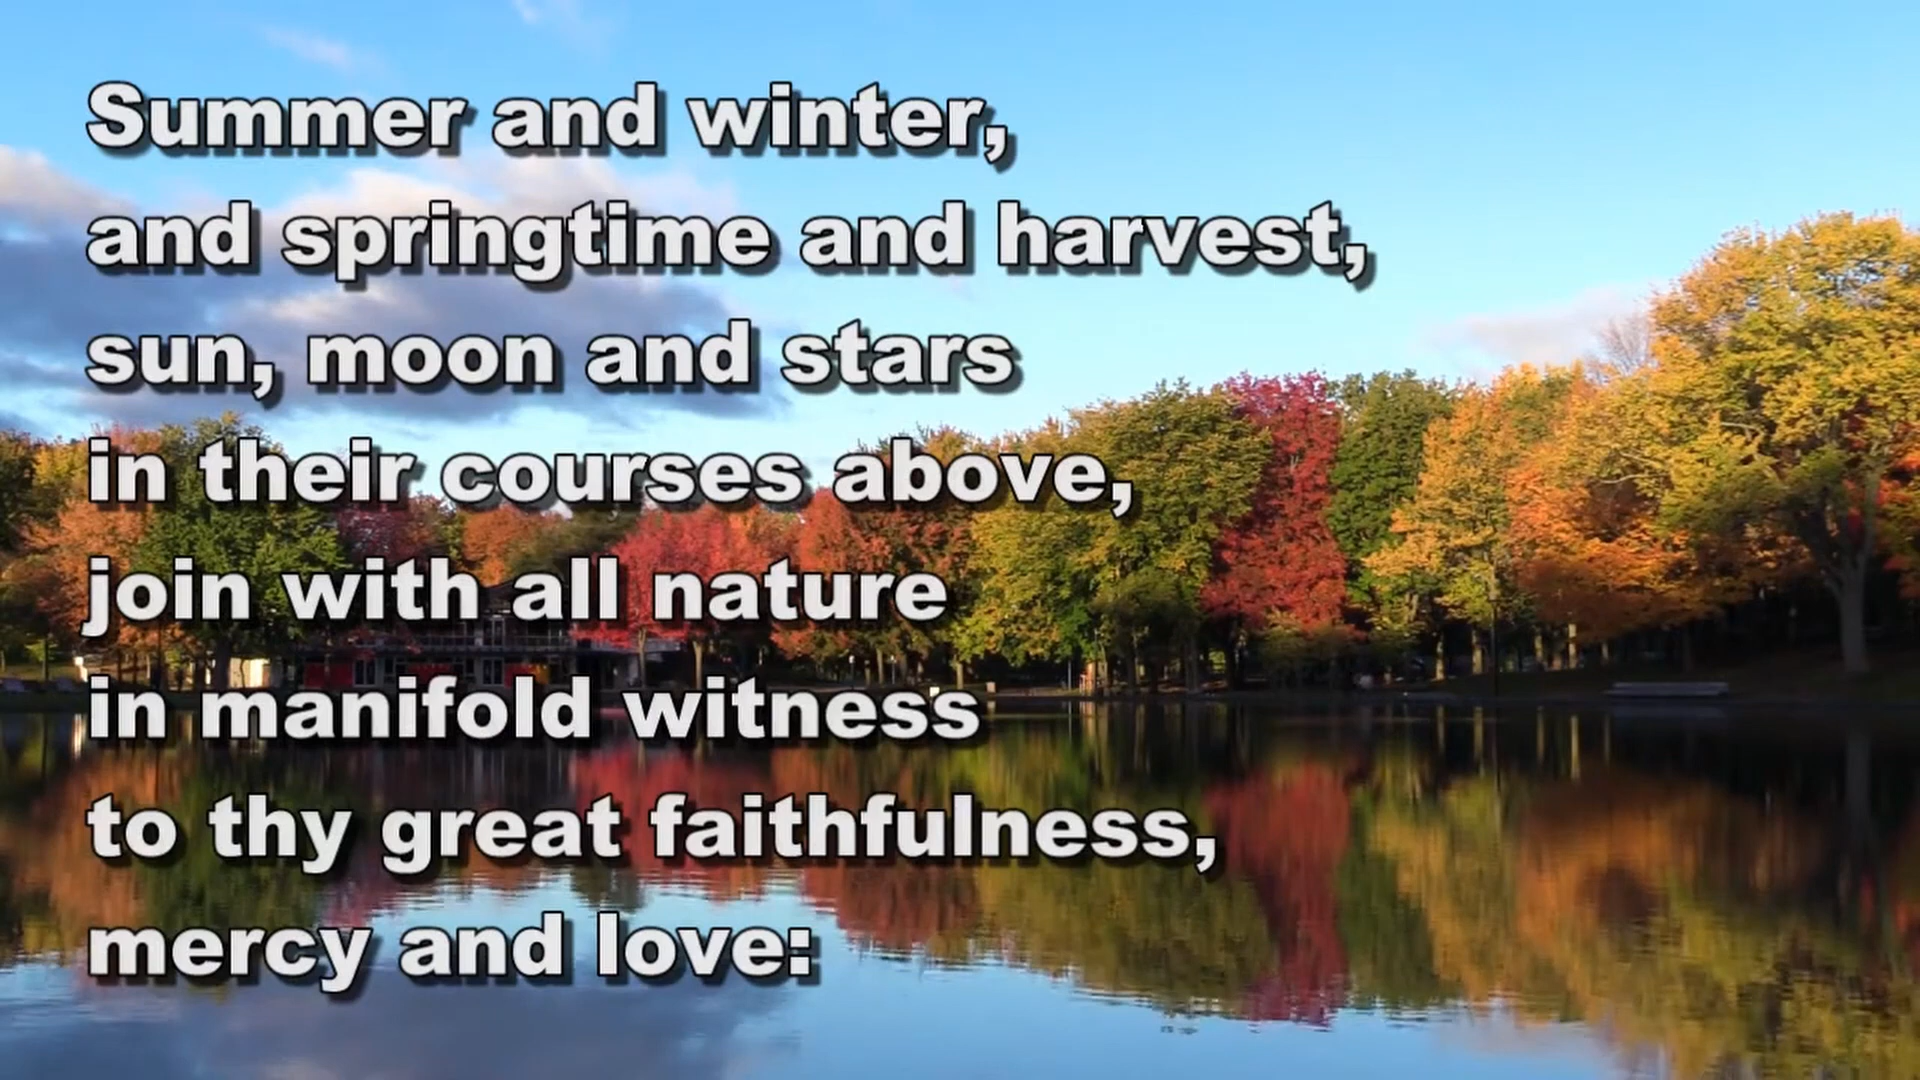 Summer and winter,
and springtime and harvest,
sun, moon and stars
in their courses above,
join with all nature
in manifold witness
to thy great faithfulness,
mercy and love: